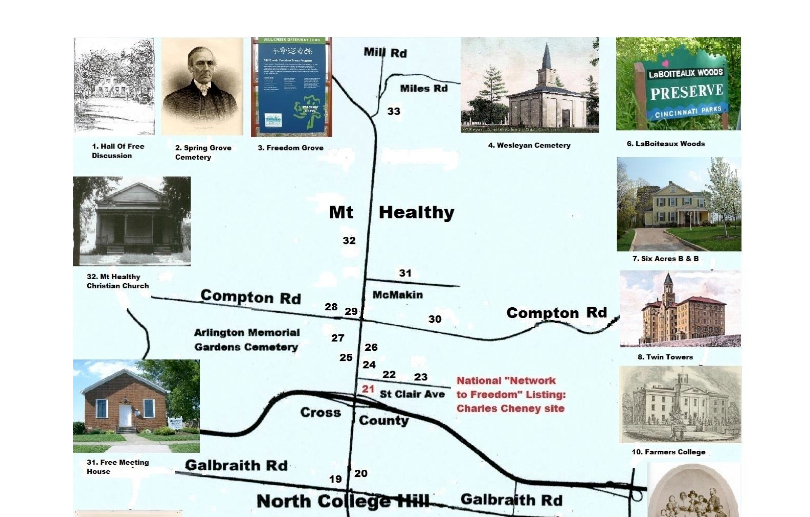 Mill Rd
Miles Rd
33
LaBOITEAUX WOODS
PRESERVE
CINCINNATI PARKS
1. Hall Of Free
Discussion
2. Spring Grove
Cemetery
3. Freedom Grove
4. Wesleyan Cemetery
6. LaBoiteaux Woods
Mt Healthy
32
7. Six Acres B & B
32. Mt Healthy
Christian Church
31
McMakin
Compton Rd
28
29
30
Compton Rd
Arlington Memorial
Gardens Cemetery
27
26
25
24
8. Twin Towers
22
23
21
St Clair Ave
National "Network
to Freedom" Listing:
Charles Cheney site
Cross
County
10. Farmers College
31. Free Meeting
House
Galbraith Rd
19
20
North College Hill
Galbraith Rd